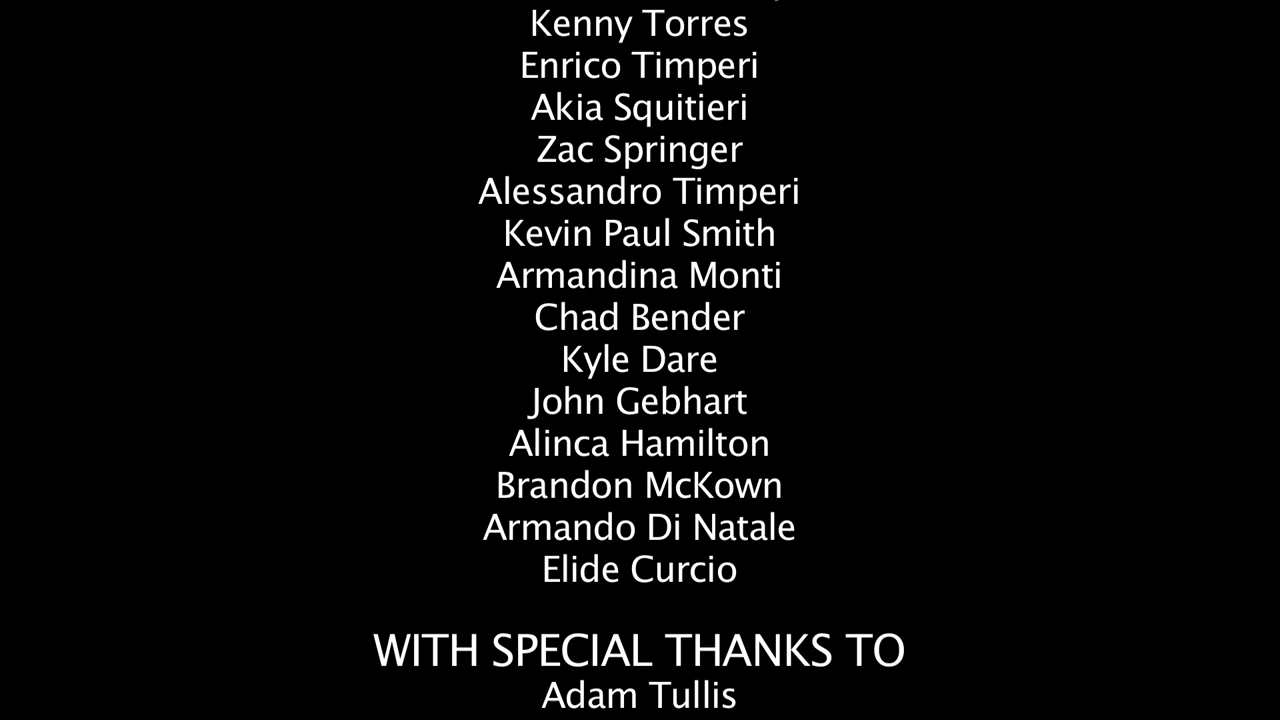 Kenny Torres
Enrico Timperi
Akia Squitieri
Zac Springer
Alessandro Timperi
Kevin Paul Smith
Armandina Monti
Chad Bender
Kyle Dare
John Gebhart
Alinca Hamilton
Brandon McKown
Armando Di Natale
Elide Curcio
WITH SPECIAL THANKS TO
Adam Tullis